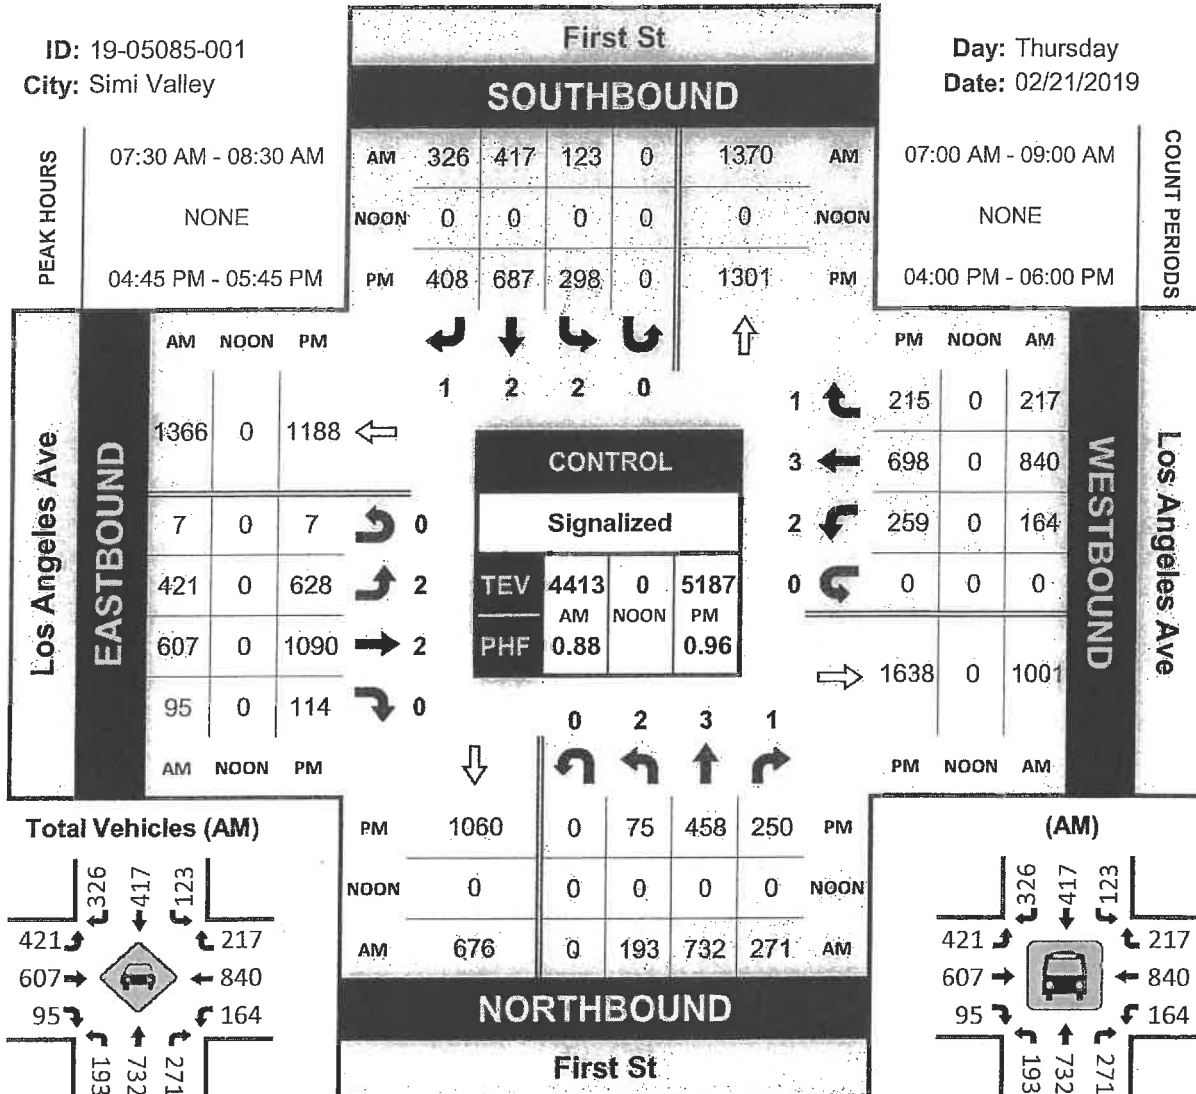 ID: 19-05085-001
City: Simi Valley
First St
Day: Thursday
Date: 02/21/2019
SOUTHBOUND
PEAK HOURS
07:30 AM - 08:30 AM
NONE
04:45 PM - 05:45 PM
AM 326 417 123 0 1370 AM
NOON 0 0 0 0 0 NOON
PM 408 687 298 0 1301 PM
07:00 AM - 09:00 AM
NONE
04:00 PM - 06:00 PM
COUNT PERIODS
1 2 2 0
Los Angeles Ave
EASTBOUND
AM NOON PM
1366 0 1188
7 0 7 0
421 0 628 2
607 0 1090 2
95 0 114 0
AM NOON PM
CONTROL
Signalized
TEV 4413 0 5187
AM NOON PM
PHF 0.88 0.96
PM NOON AM
1 215 0 217
3 698 0 840
2 259 0 164
0 0 0 0
1638 0 1001
PM NOON AM
WESTBOUND
Los Angeles Ave
0 2 3 1
PM 1060 0 75 458 250 PM
NOON 0 0 0 0 0 NOON
AM 676 0 193 732 271 AM
NORTHBOUND
First St
Total Vehicles (AM)
326 417 123
421 217
607 840
95 164
193 732 271
(AM)
326 417 123
421 217
607 840
95 164
193 732 271